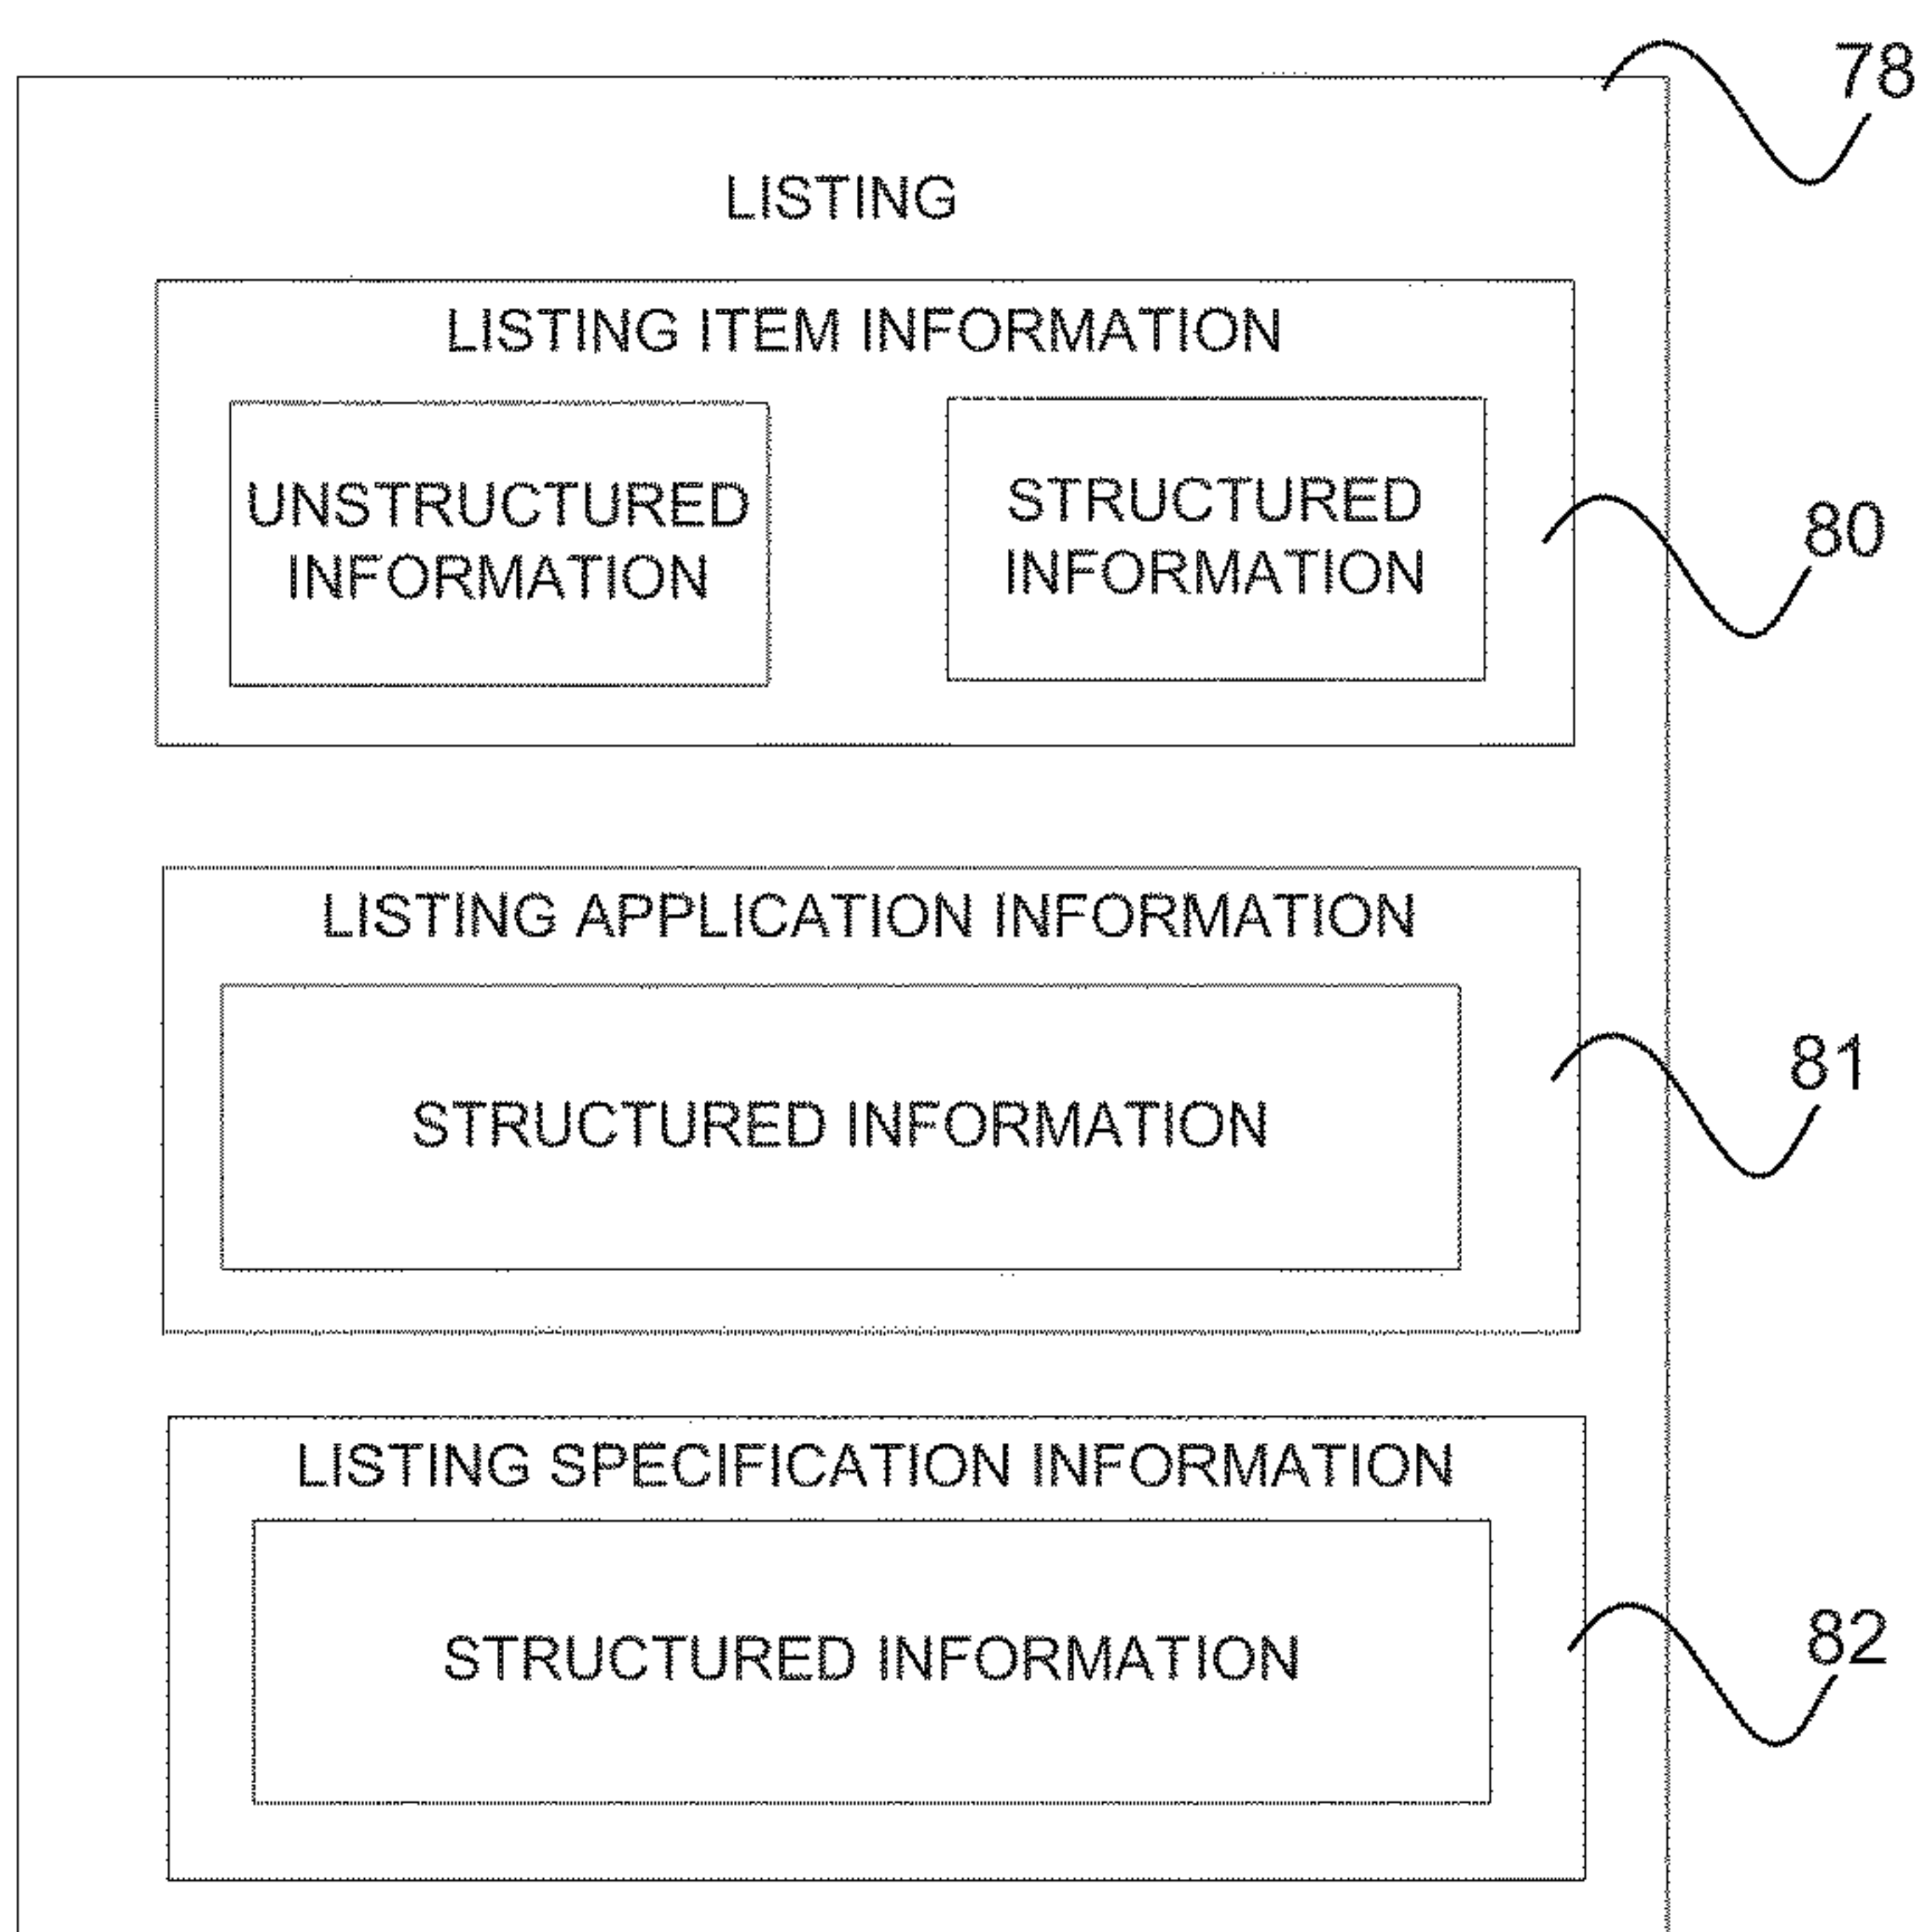 78
LISTING
LISTING ITEM INFORMATION
UNSTRUCTURED
INFORMATION
STRUCTURED
INFORMATION
80
LISTING APPLICATION INFORMATION
STRUCTURED INFORMATION
81
LISTING SPECIFICATION INFORMATION
STRUCTURED INFORMATION
82